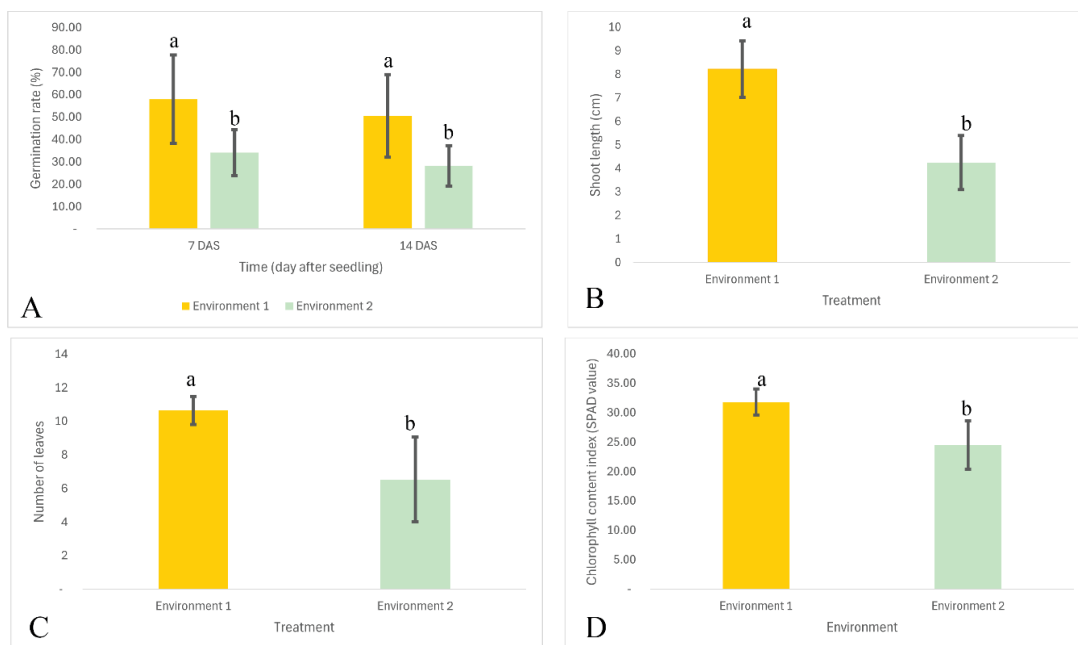 90.00
80.00
70.00
60.00
50.00
40.00
30.00
20.00
10.00
-
Germination rate (%)
a
b
a
b
7 DAS
14 DAS
Time (day after seedling)
Environment 1
Environment 2
A
10
9
8
7
6
5
4
3
2
1
0
Shoot length (cm)
a
b
Environment 1
Environment 2
Treatment
B
14
12
10
8
6
4
2
-
Number of leaves
a
b
Environment 1
Environment 2
Treatment
C
40.00
35.00
30.00
25.00
20.00
15.00
10.00
5.00
-
Chlorophyll content index (SPAD value)
a
b
Environment 1
Environment 2
Environment
D